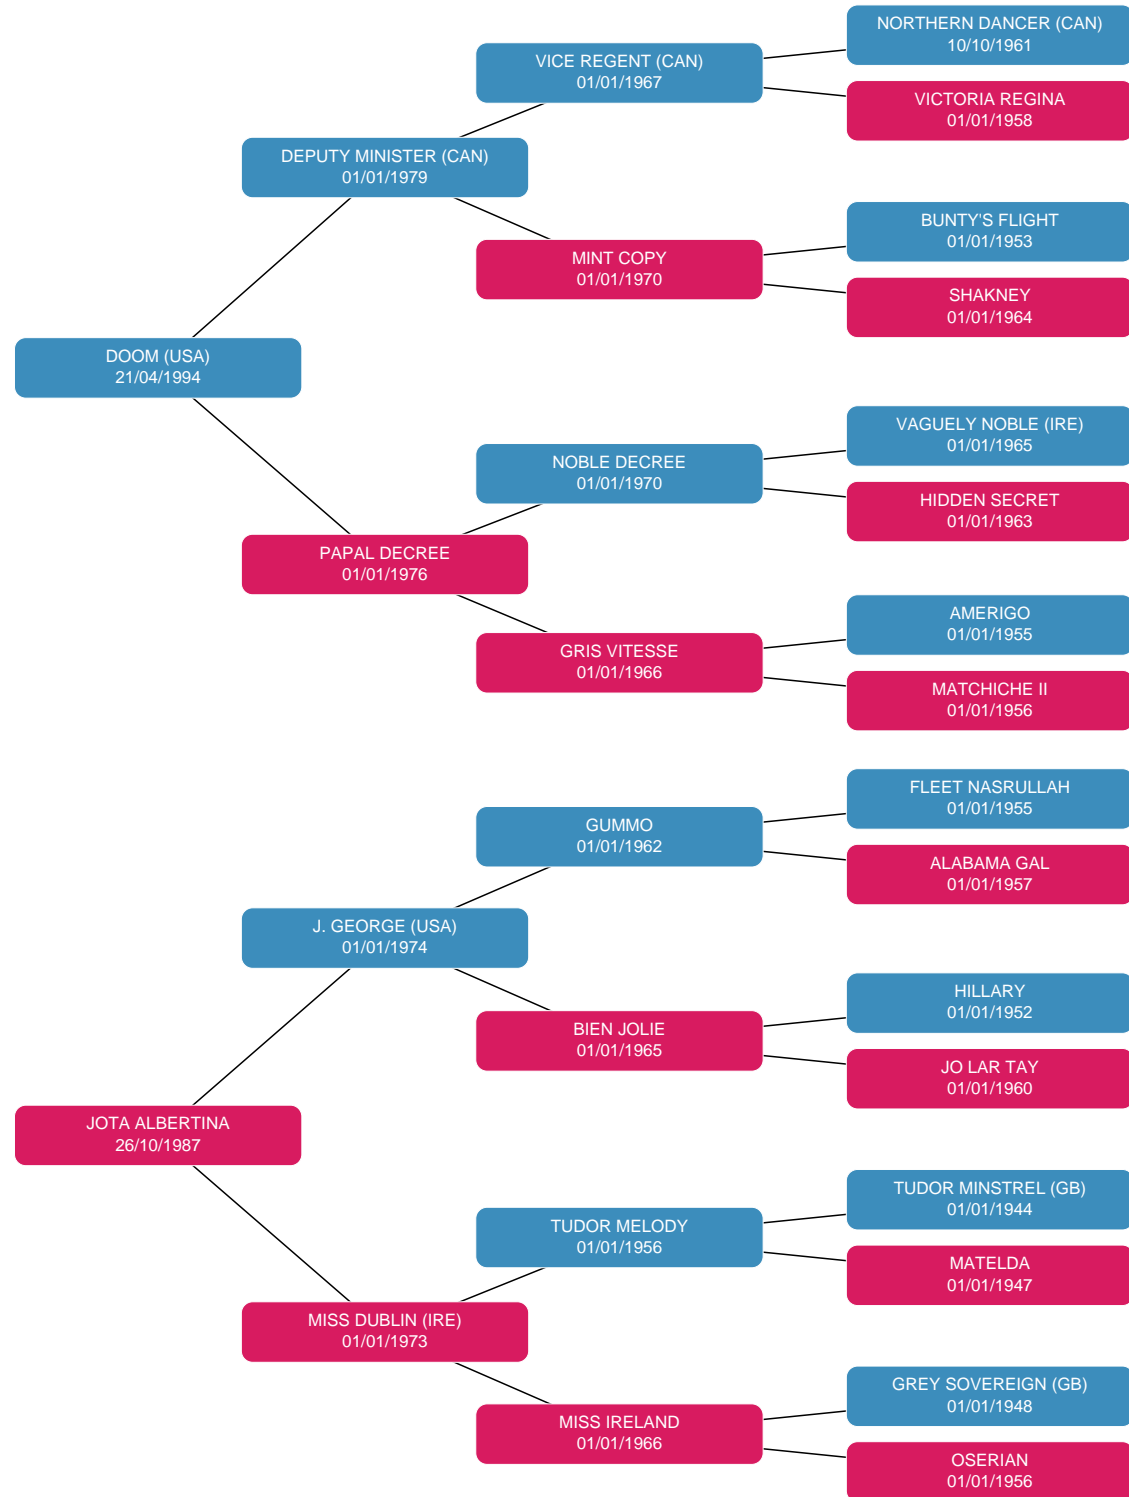 NORTHERN DANCER (CAN)
10/10/1961
VICE REGENT (CAN)
01/01/1967
VICTORIA REGINA
01/01/1958
DEPUTY MINISTER (CAN)
01/01/1979
BUNTY'S FLIGHT
01/01/1953
MINT COPY
01/01/1970
SHAKNEY
01/01/1964
DOOM (USA)
21/04/1994
VAGUELY NOBLE (IRE)
01/01/1965
NOBLE DECREE
01/01/1970
HIDDEN SECRET
01/01/1963
PAPAL DECREE
01/01/1976
AMERIGO
01/01/1955
GRIS VITESSE
01/01/1966
MATCHICHE II
01/01/1956
FLEET NASRULLAH
01/01/1955
GUMMO
01/01/1962
ALABAMA GAL
01/01/1957
J. GEORGE (USA)
01/01/1974
HILLARY
01/01/1952
BIEN JOLIE
01/01/1965
JO LAR TAY
01/01/1960
JOTA ALBERTINA
26/10/1987
TUDOR MINSTREL (GB)
01/01/1944
TUDOR MELODY
01/01/1956
MATELDA
01/01/1947
MISS DUBLIN (IRE)
01/01/1973
GREY SOVEREIGN (GB)
01/01/1948
MISS IRELAND
01/01/1966
OSERIAN
01/01/1956